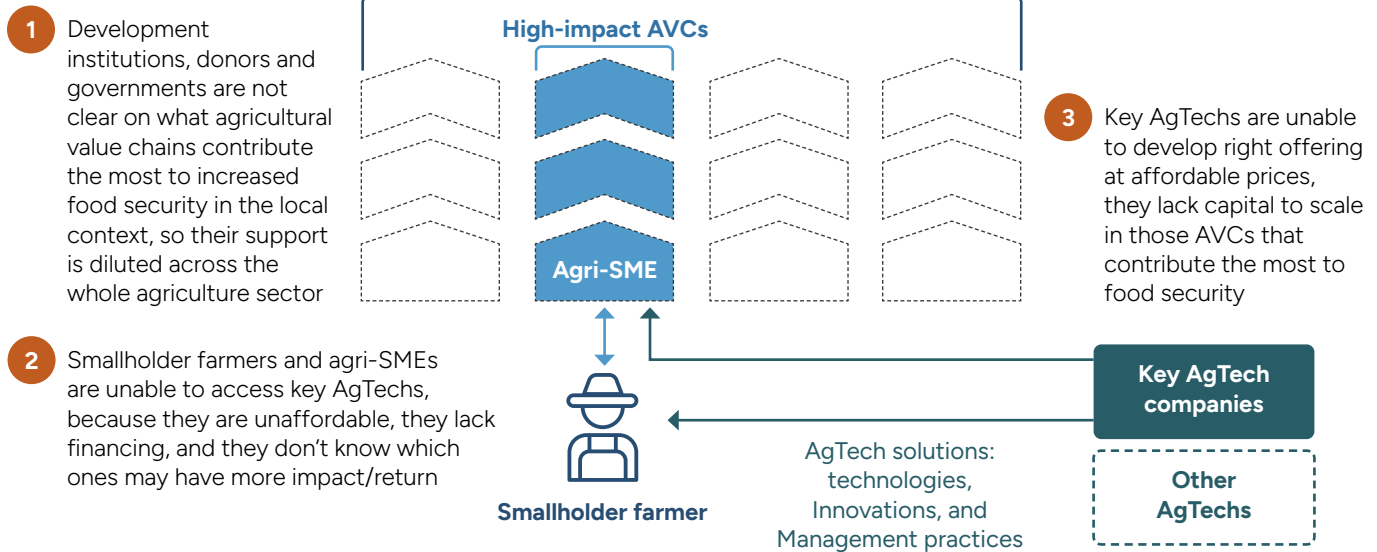 1
Development
institutions, donors and
governments are not
clear on what agricultural
value chains contribute
the most to increased
food security in the local
context, so their support
is diluted across the
whole agriculture sector
High-impact AVCs
Agri-SME
3
Key AgTechs are unable
to develop right offering
at affordable prices,
they lack capital to scale
in those AVCs that
contribute the most to
food security
2
Smallholder farmers and agri-SMEs
are unable to access key AgTechs,
because they are unaffordable, they lack
financing, and they don’t know which
ones may have more impact/return
Smallholder farmer
AgTech solutions:
technologies,
Innovations, and
Management practices
Key AgTech
companies
Other
AgTechs